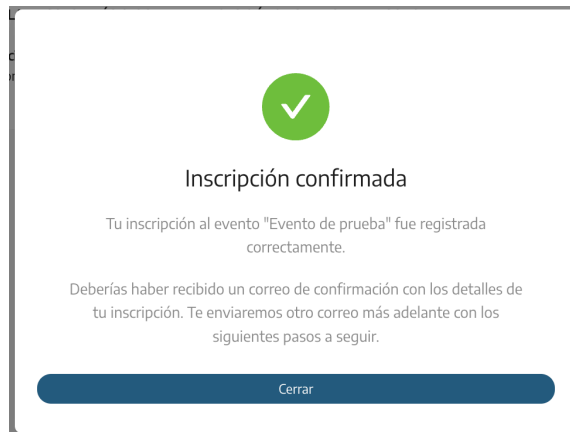 Inscripción confirmada
Tu inscripción al evento "Evento de prueba" fue registrada
correctamente.
Deberías haber recibido un correo de confirmación con los detalles de
tu inscripción. Te enviaremos otro correo más adelante con los
siguientes pasos a seguir.
Cerrar